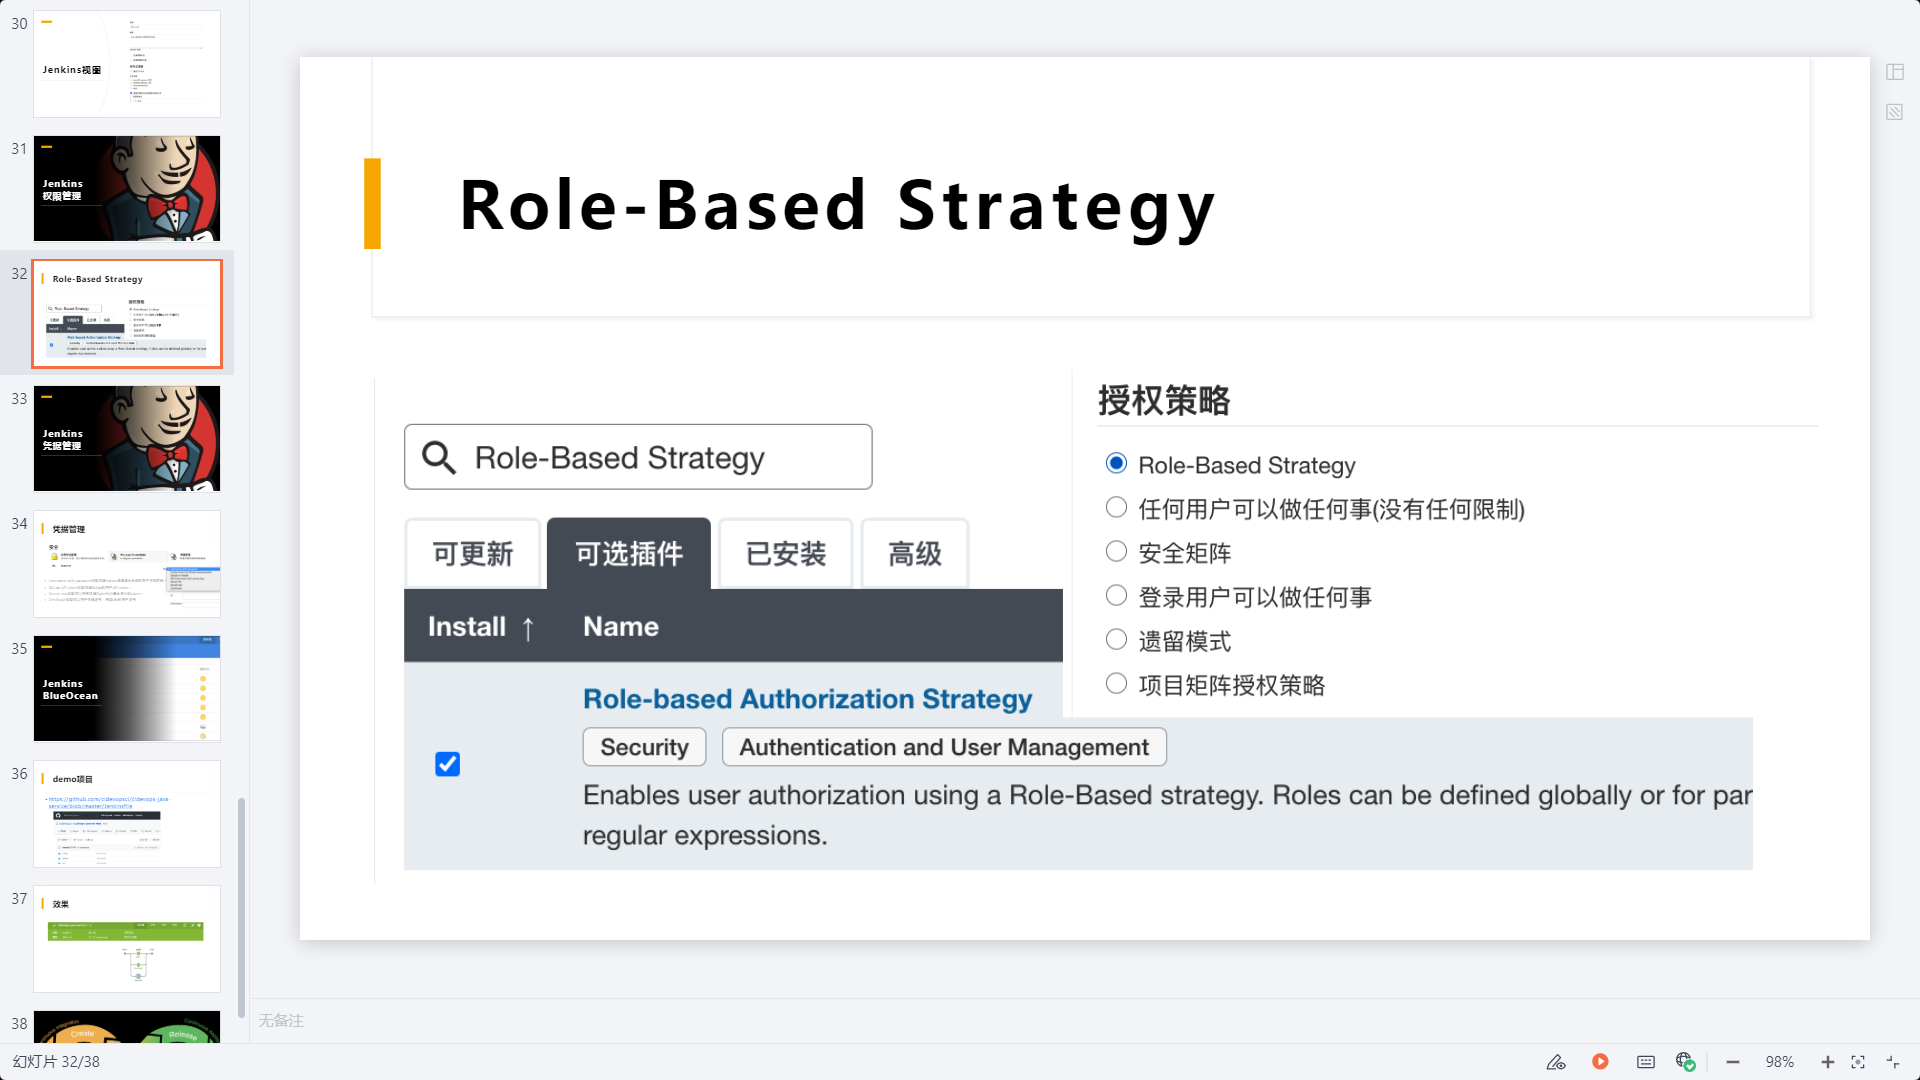 30
Jenkins视图
31
Jenkins
权限管理
32
Role-Based Strategy
33
Jenkins
凭据管理
34
凭据管理
35
Jenkins
BlueOcean
36
demo项目
37
效果
38
Create
Release
Role-Based Strategy
Role-Based Strategy
可更新
可选插件
已安装
高级
Install ↑
Name
Role-based Authorization Strategy
Security
Authentication and User Management
Enables user authorization using a Role-Based strategy. Roles can be defined globally or for par
regular expressions.
授权策略
Role-Based Strategy
任何用户可以做任何事(没有任何限制)
安全矩阵
登录用户可以做任何事
遗留模式
项目矩阵授权策略
无备注
幻灯片 32/38
98%